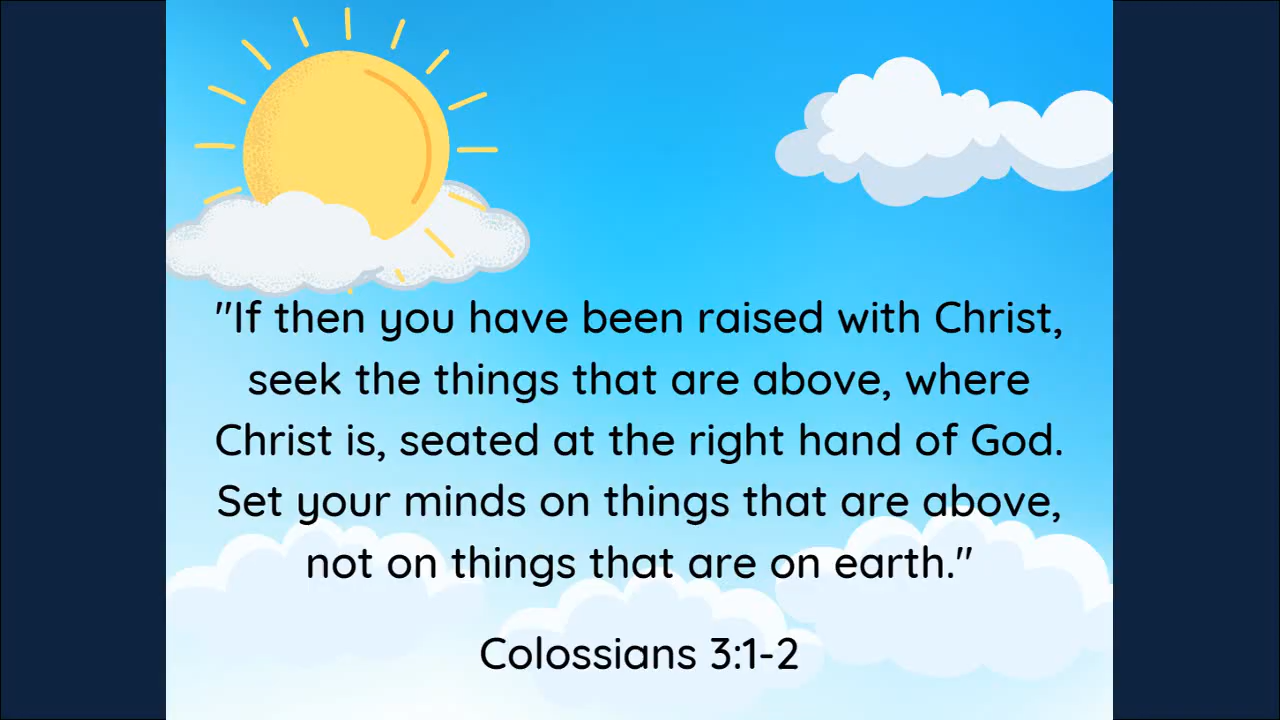 "If then you have been raised with Christ,
seek the things that are above, where
Christ is, seated at the right hand of God.
Set your minds on things that are above,
not on things that are on earth."
Colossians 3:1-2